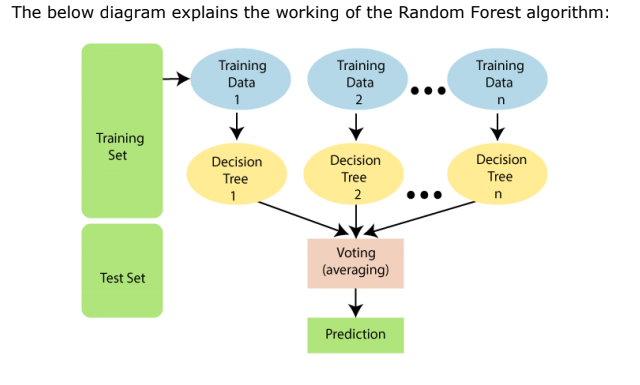 The below diagram explains the working of the Random Forest algorithm:
Training
Set
Test Set
Training
Data
1
Training
Data
2
Training
Data
n
Decision
Tree
1
Decision
Tree
2
Decision
Tree
n
Voting
(averaging)
Prediction